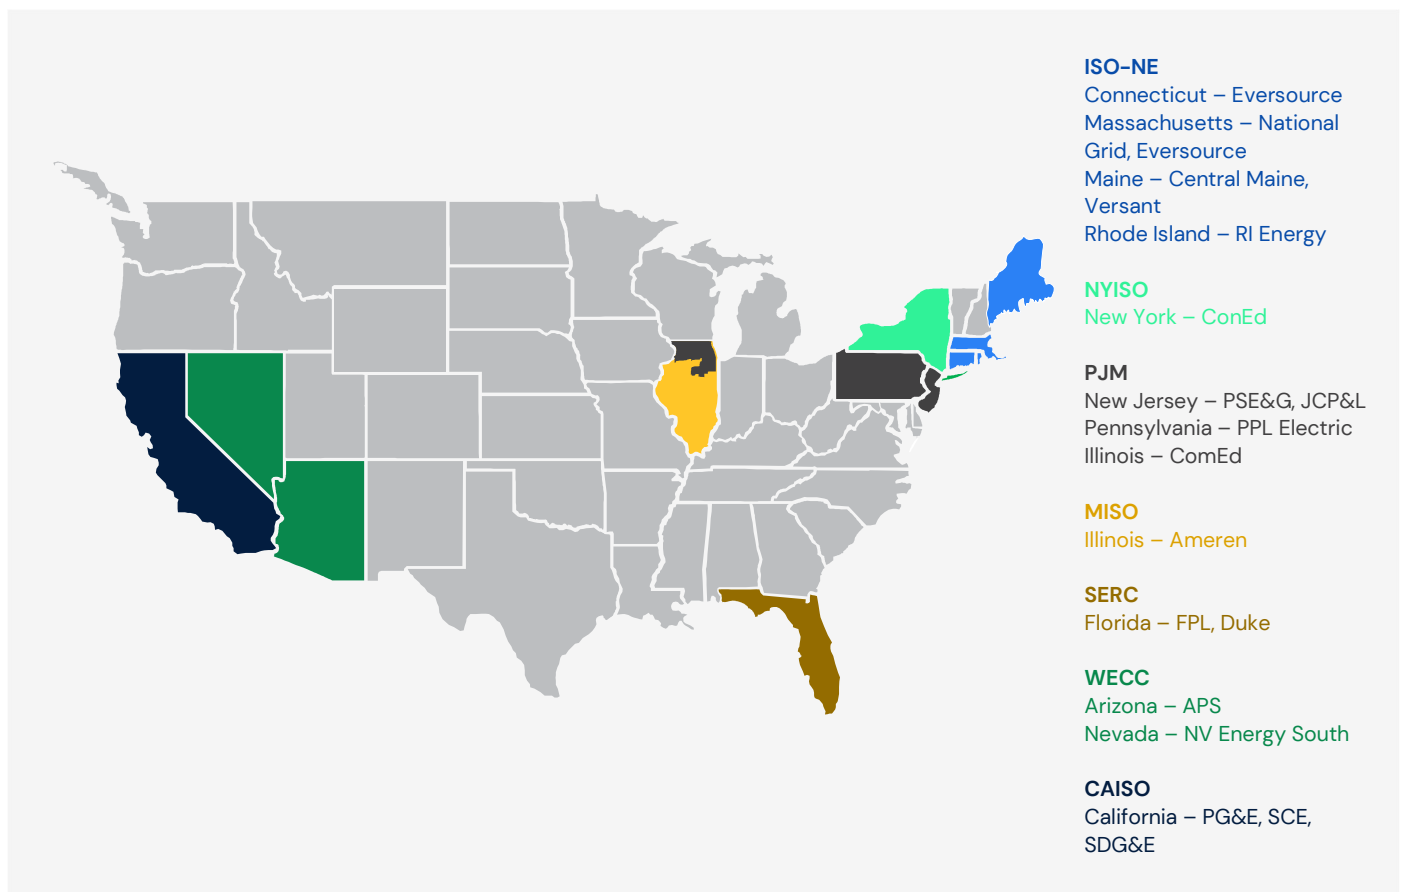 ISO-NE
Connecticut – Eversource
Massachusetts – National
Grid, Eversource
Maine – Central Maine,
Versant
Rhode Island – RI Energy
NYISO
New York – ConEd
PJM
New Jersey – PSE&G, JCP&L
Pennsylvania – PPL Electric
Illinois – ComEd
MISO
Illinois – Ameren
SERC
Florida – FPL, Duke
WECC
Arizona – APS
Nevada – NV Energy South
CAISO
California – PG&E, SCE,
SDG&E